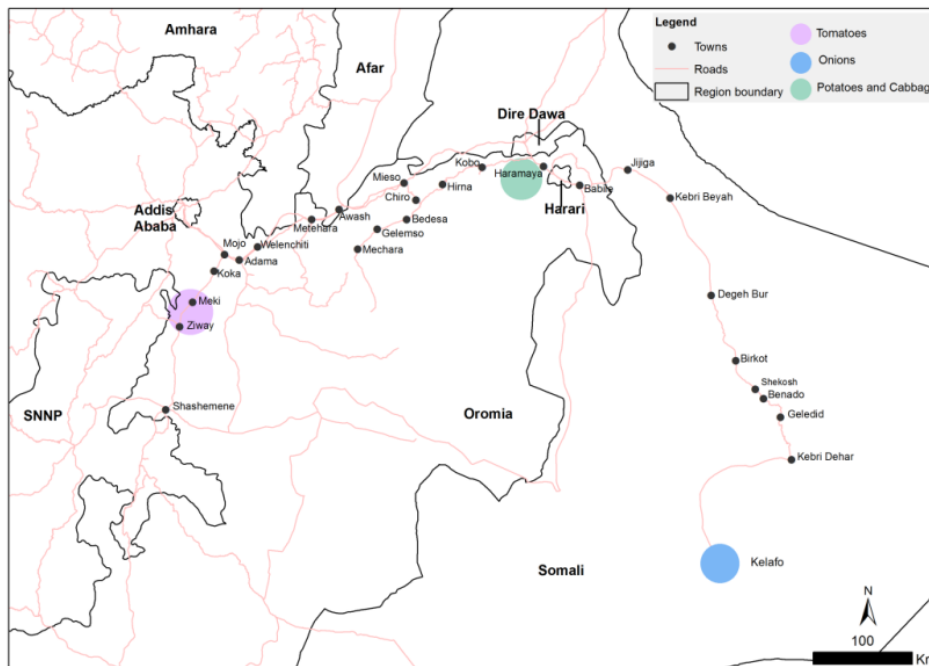 Amhara
Legend
Towns
Roads
Region boundary
Tomatoes
Onions
Potatoes and Cabbag
Afar
Dire Dawa
Kobo
Haramaya
Jijiga
Mieso
Hirna
Babile
Chiro
Harari
Kebri Beyah
Addis
Ababa
Awash
Metehara
Bedesa
Gelemso
Mojo
Welenchiti
Mechara
Adama
Koka
Meki
Degeh Bur
Ziway
Birkot
Shekosh
Benado
Shashemene
SNNP
Oromia
Geledid
Kebri Dehar
Kelafo
Somali
N
100
Km